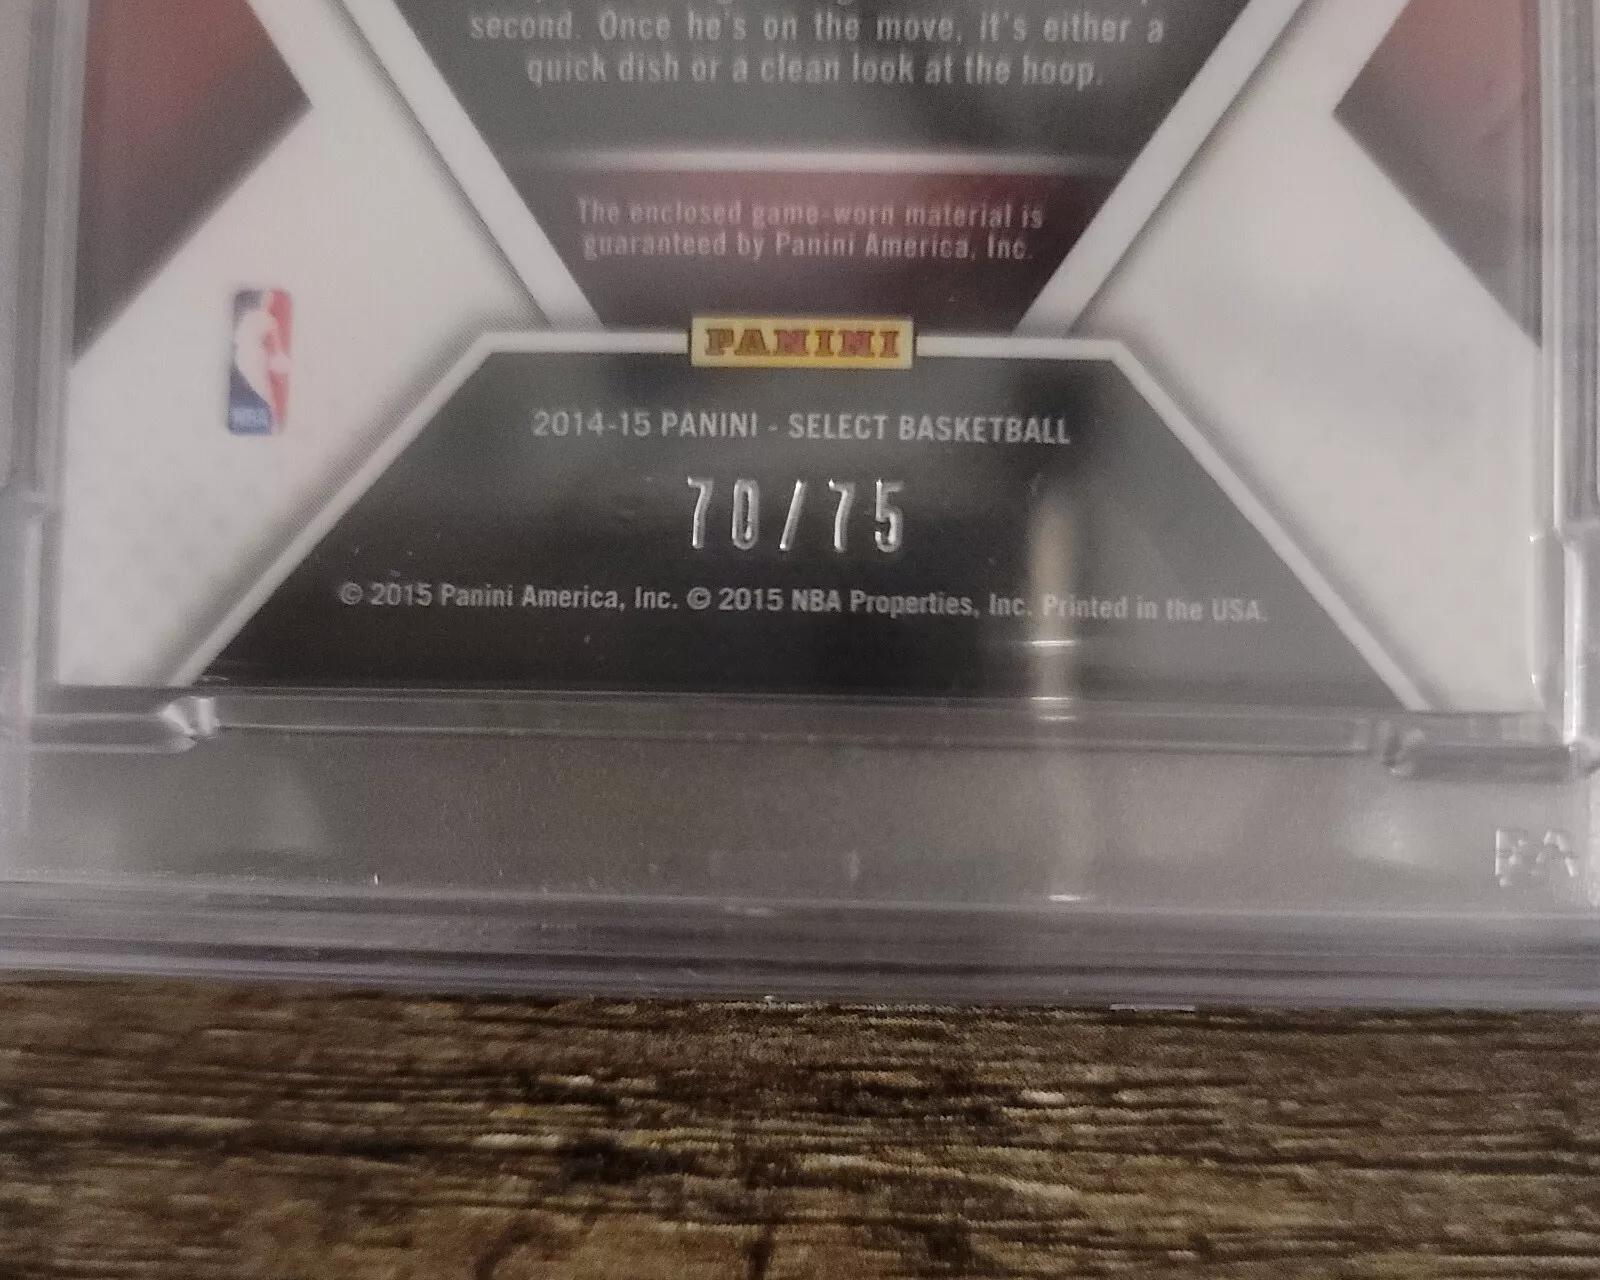 second. Once he's on the move, it's either a
quick dish or a clean look at the hoop.
The enclosed game-worn material is
guaranteed by Panini America, Inc.
PANINI
NBA
2014-15 PANINI - SELECT BASKETBALL
70/75
© 2015 Panini America, Inc. © 2015 NBA Properties, Inc. Printed in the USA.